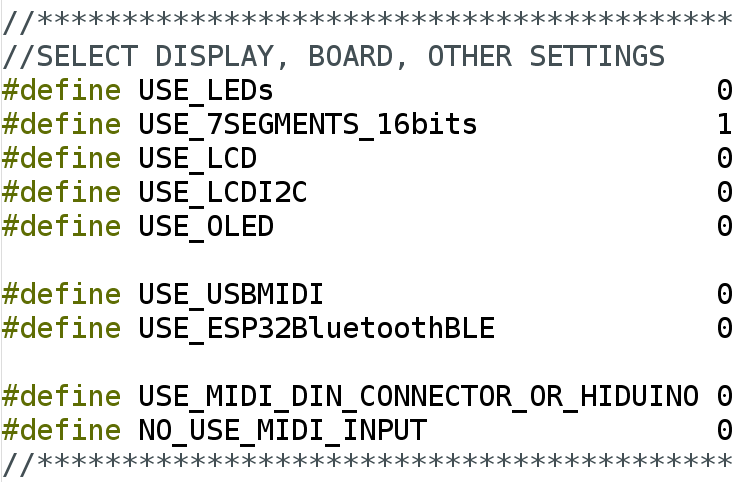 //*****************************************
//SELECT DISPLAY, BOARD, OTHER SETTINGS
#define USE_LEDs 0
#define USE_7SEGMENTS_16bits 1
#define USE_LCD 0
#define USE_LCDI2C 0
#define USE_OLED 0
#define USE_USBMIDI 0
#define USE_ESP32BluetoothBLE 0
#define USE_MIDI_DIN_CONNECTOR_OR_HIDUINO 0
#define NO_USE_MIDI_INPUT 0
//*****************************************